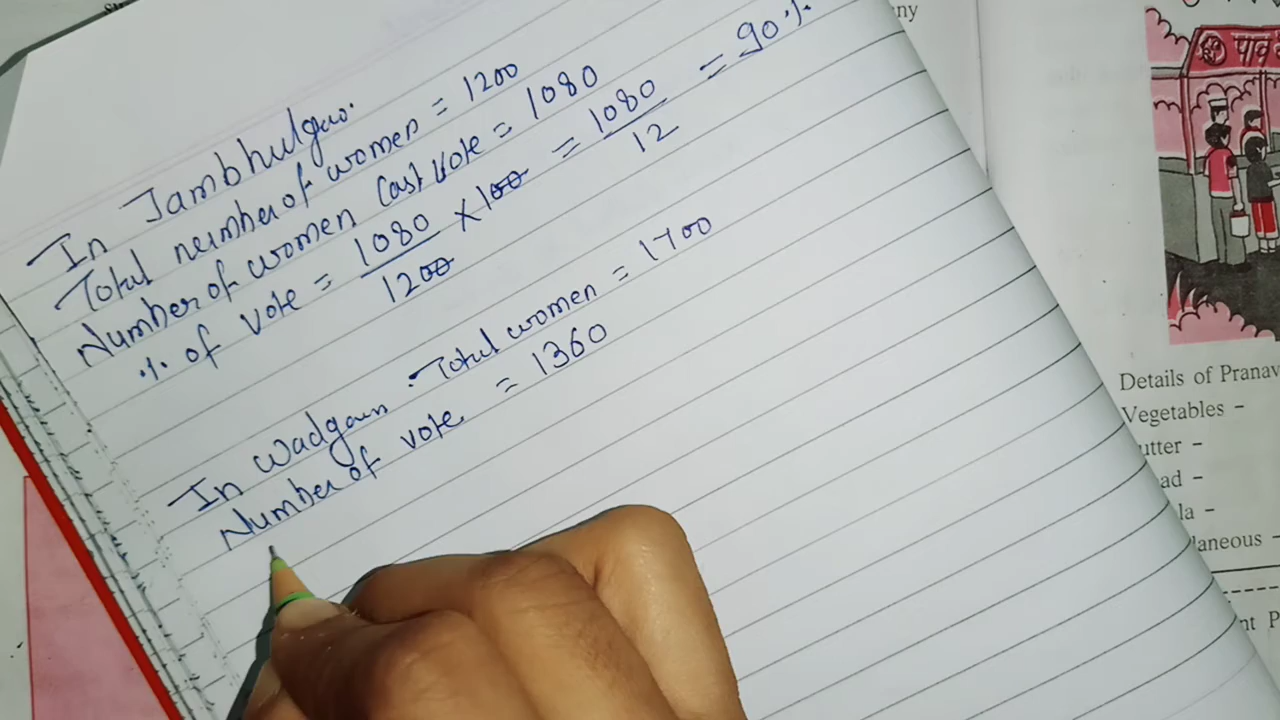 In Jambhulgao.
Total number of women = 1200
Number of women Cast Vote = 1080
% of vote = 1080/1200 × 100 = 1080/12 = 90%
In wadgaon . Total women = 1700
Number of vote = 1360
ny
पाव
Details of Pranav
Vegetables -
utter -
ad -
la -
laneous -
nt P